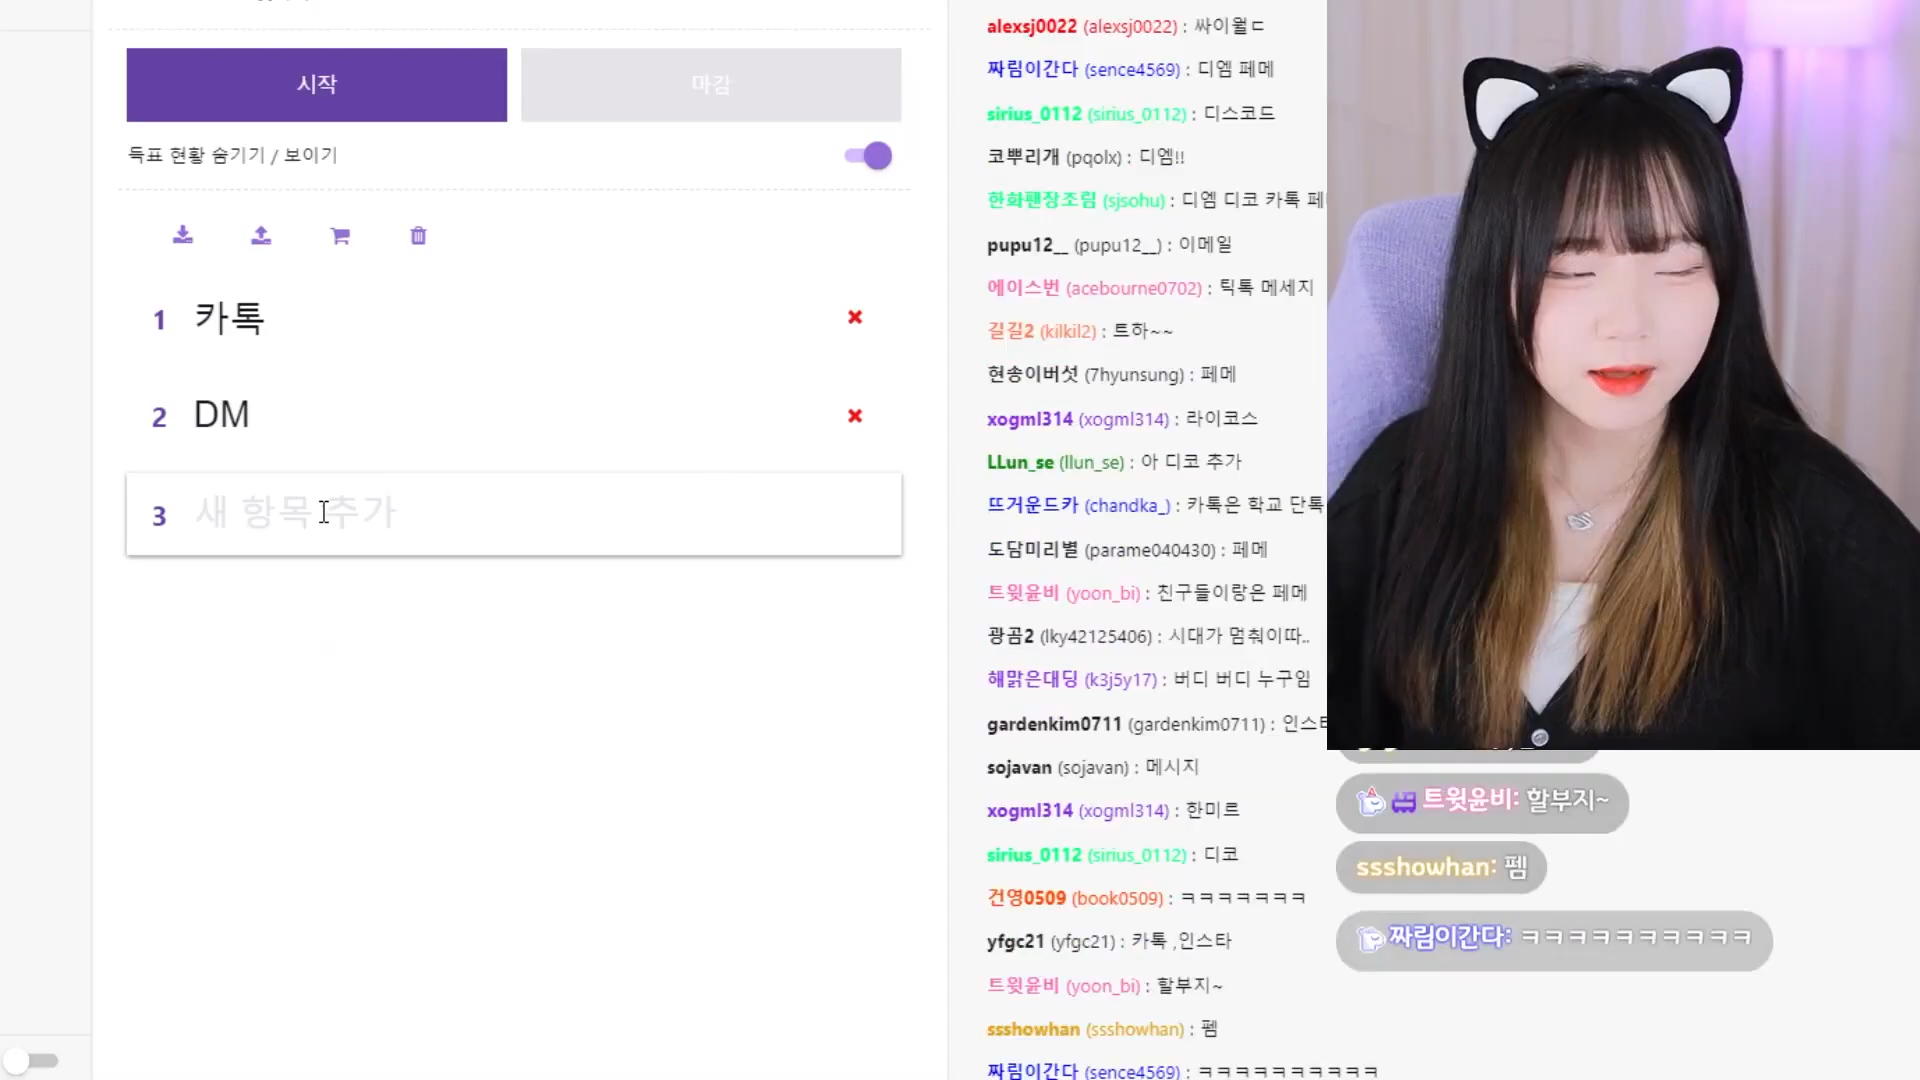 시작
마감
득표 현황 숨기기 / 보이기
1 카톡
2 DM
3 새 항목 추가
alexsj0022 (alexsj0022) : 싸이월ㄷ
짜림이간다 (sence4569) : 디엠 페메
sirius_0112 (sirius_0112) : 디스코드
코뿌리개 (pqolx) : 디엠!!
한화팬장조림 (sjsohu) : 디엠 디코 카톡 페
pupu12__ (pupu12__) : 이메일
에이스번 (acebourne0702) : 틱톡 메세지
길길2 (kilkil2) : 트하~~
현송이버섯 (7hyunsung) : 페메
xogml314 (xogml314) : 라이코스
LLun_se (llun_se) : 아 디코 추가
뜨거운드카 (chandka_) : 카톡은 학교 단톡
도담미리별 (parame040430) : 페메
트윗윤비 (yoon_bi) : 친구들이랑은 페메
광곰2 (lky42125406) : 시대가 멈춰이따..
해맑은대딩 (k3j5y17) : 버디 버디 누구임
gardenkim0711 (gardenkim0711) : 인스
sojavan (sojavan) : 메시지
xogml314 (xogml314) : 한미르
sirius_0112 (sirius_0112) : 디코
건영0509 (book0509) : ㅋㅋㅋㅋㅋㅋㅋ
yfgc21 (yfgc21) : 카톡 ,인스타
트윗윤비 (yoon_bi) : 할부지~
ssshowhan (ssshowhan) : 펨
짜림이간다 (sence4569) : ㅋㅋㅋㅋㅋㅋㅋㅋㅋㅋ
트윗윤비: 할부지~
ssshowhan: 펨
짜림이간다: ㅋㅋㅋㅋㅋㅋㅋㅋㅋㅋ